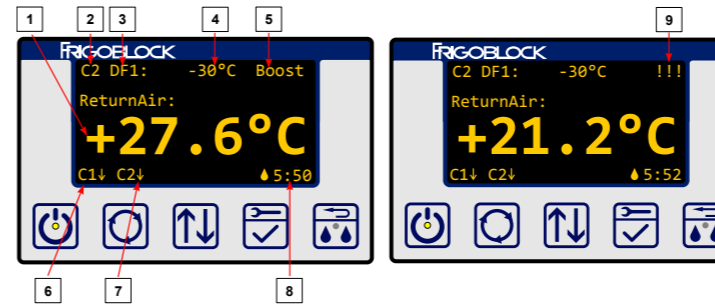 1 2 3 4 5
FRIGOBLOCK
C2 DF1: -30°C Boost
ReturnAir:
+27.6°C
C1↓ C2↓ 5:50
6 7 8
9
FRIGOBLOCK
C2 DF1: -30°C !!!
ReturnAir:
+21.2°C
C1↓ C2↓ 5:52